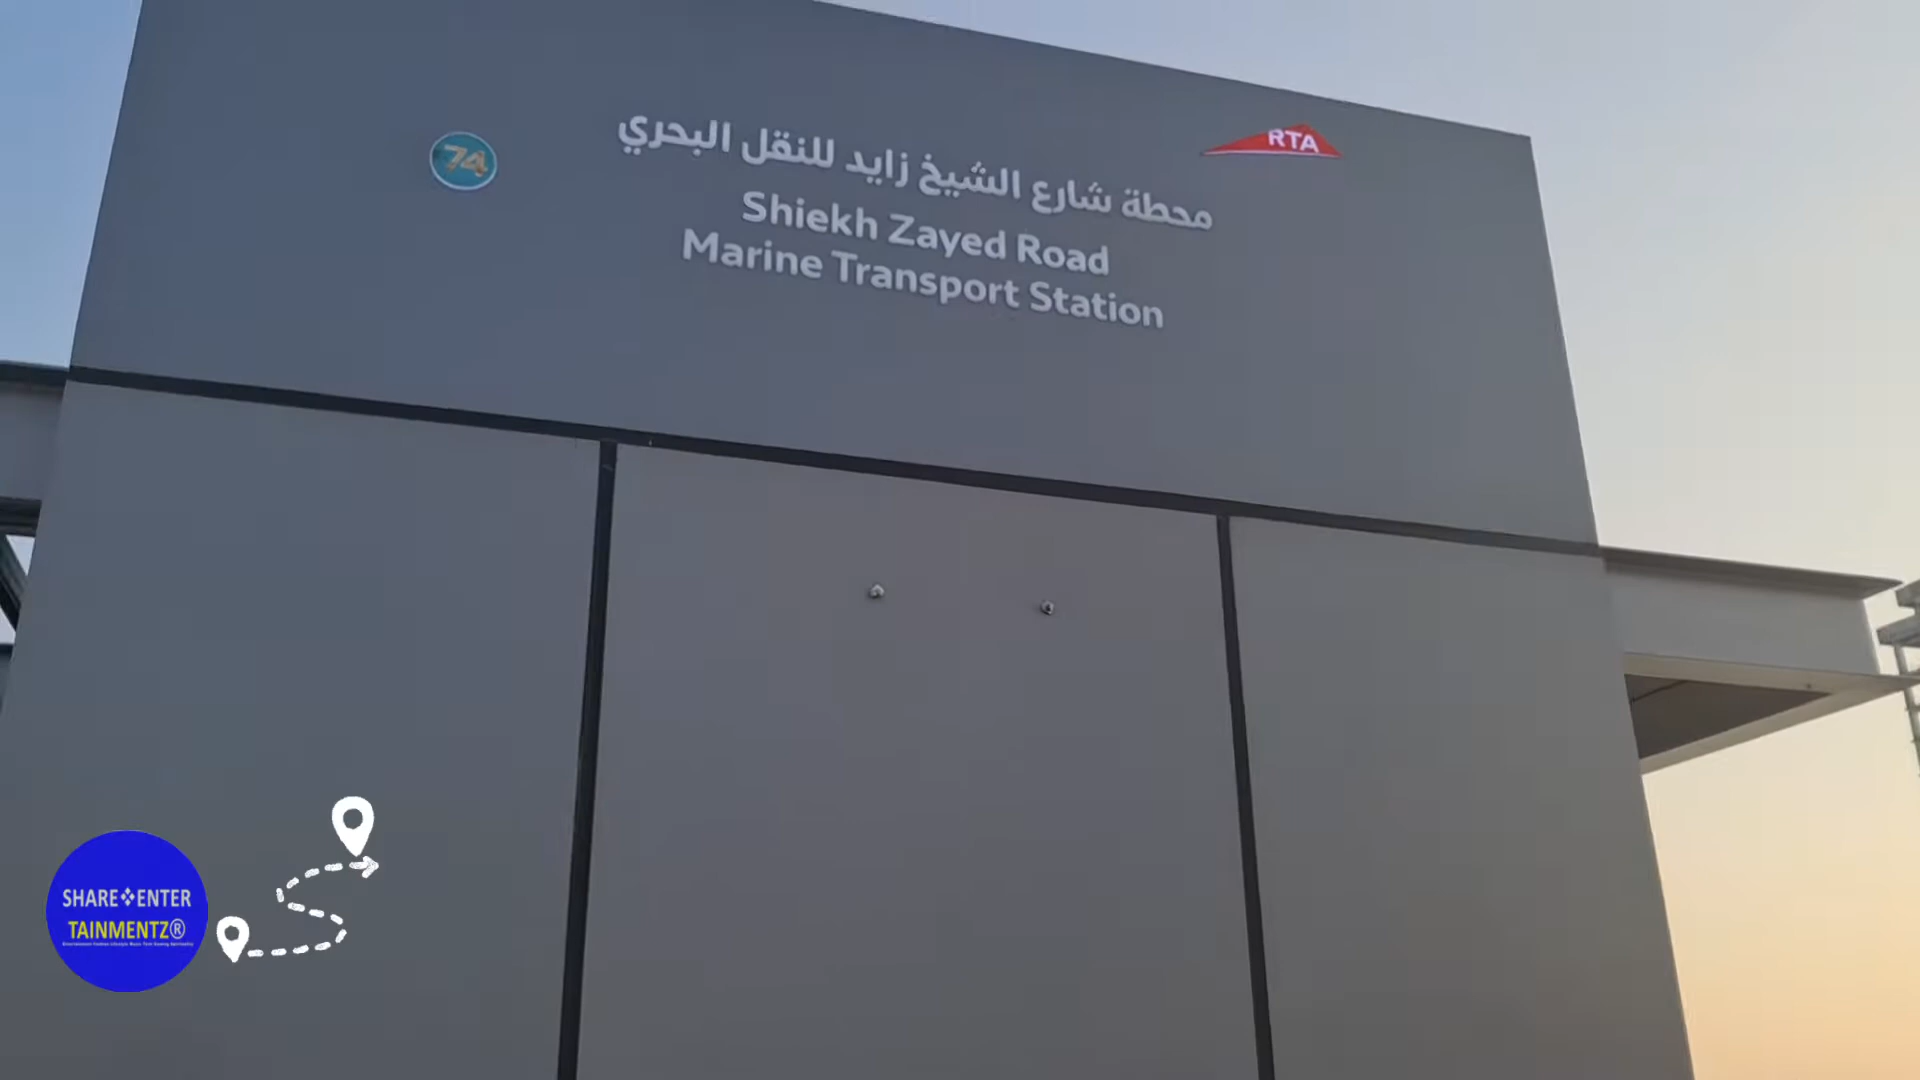 74
محطة شارع الشيخ زايد للنقل البحري
RTA
Shiekh Zayed Road
Marine Transport Station
SHARE❖ENTER
TAINMENTZ®